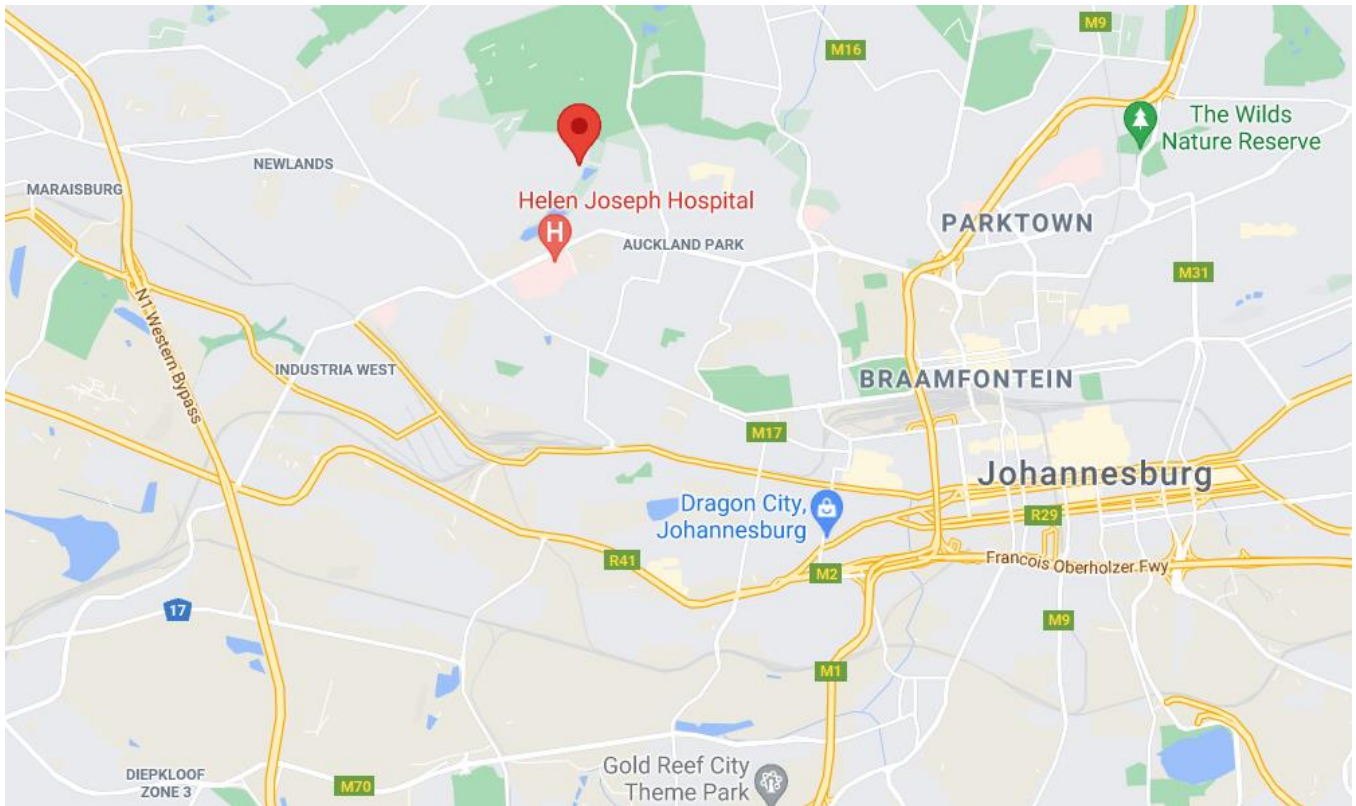 M9
M16
The Wilds
Nature Reserve
NEWLANDS
MARAISBURG
Helen Joseph Hospital
H
PARKTOWN
AUCKLAND PARK
M31
N1 Western Bypass
INDUSTRIA WEST
BRAAMFONTEIN
M17
Johannesburg
Dragon City,
Johannesburg
R29
R41
M2
Francois Oberholzer Fwy
17
M9
M1
Gold Reef City
Theme Park
DIEPKLOOF
ZONE 3
M70